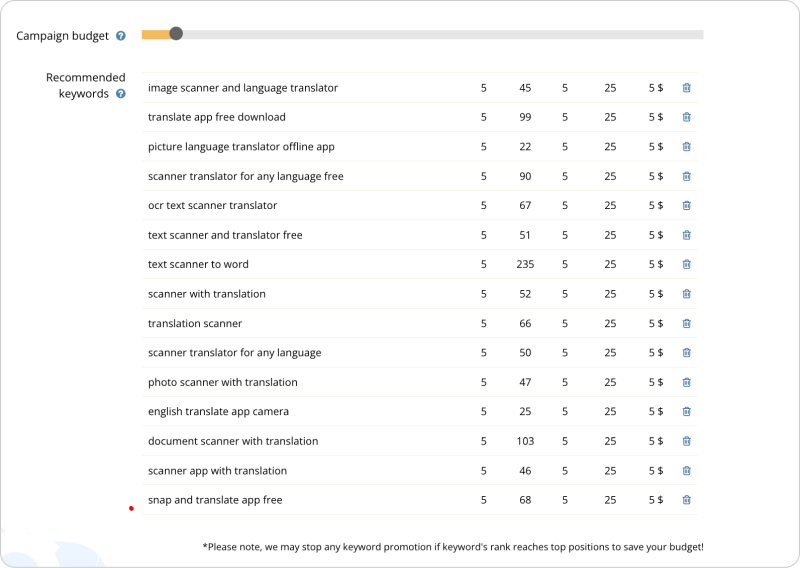 Campaign budget ?
Recommended
keywords ?
image scanner and language translator 5 45 5 25 5 $
translate app free download 5 99 5 25 5 $
picture language translator offline app 5 22 5 25 5 $
scanner translator for any language free 5 90 5 25 5 $
ocr text scanner translator 5 67 5 25 5 $
text scanner and translator free 5 51 5 25 5 $
text scanner to word 5 235 5 25 5 $
scanner with translation 5 52 5 25 5 $
translation scanner 5 66 5 25 5 $
scanner translator for any language 5 50 5 25 5 $
photo scanner with translation 5 47 5 25 5 $
english translate app camera 5 25 5 25 5 $
document scanner with translation 5 103 5 25 5 $
scanner app with translation 5 46 5 25 5 $
snap and translate app free 5 68 5 25 5 $
*Please note, we may stop any keyword promotion if keyword's rank reaches top positions to save your budget!